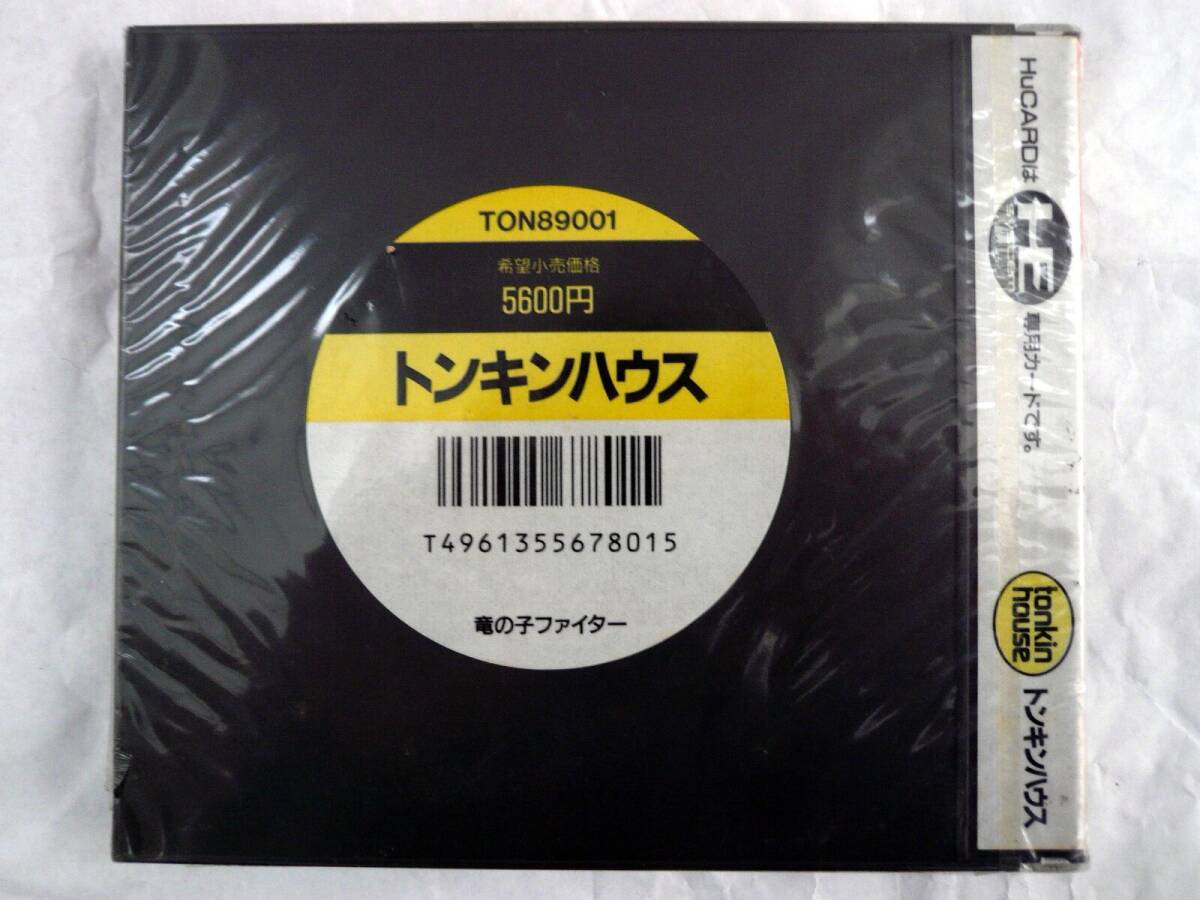 TON89001
希望小売価格
5600円
トンキンハウス
T4961355678015
竜の子ファイター
HuCARDは
専用カードです。
tonkin
house
トンキンハウス